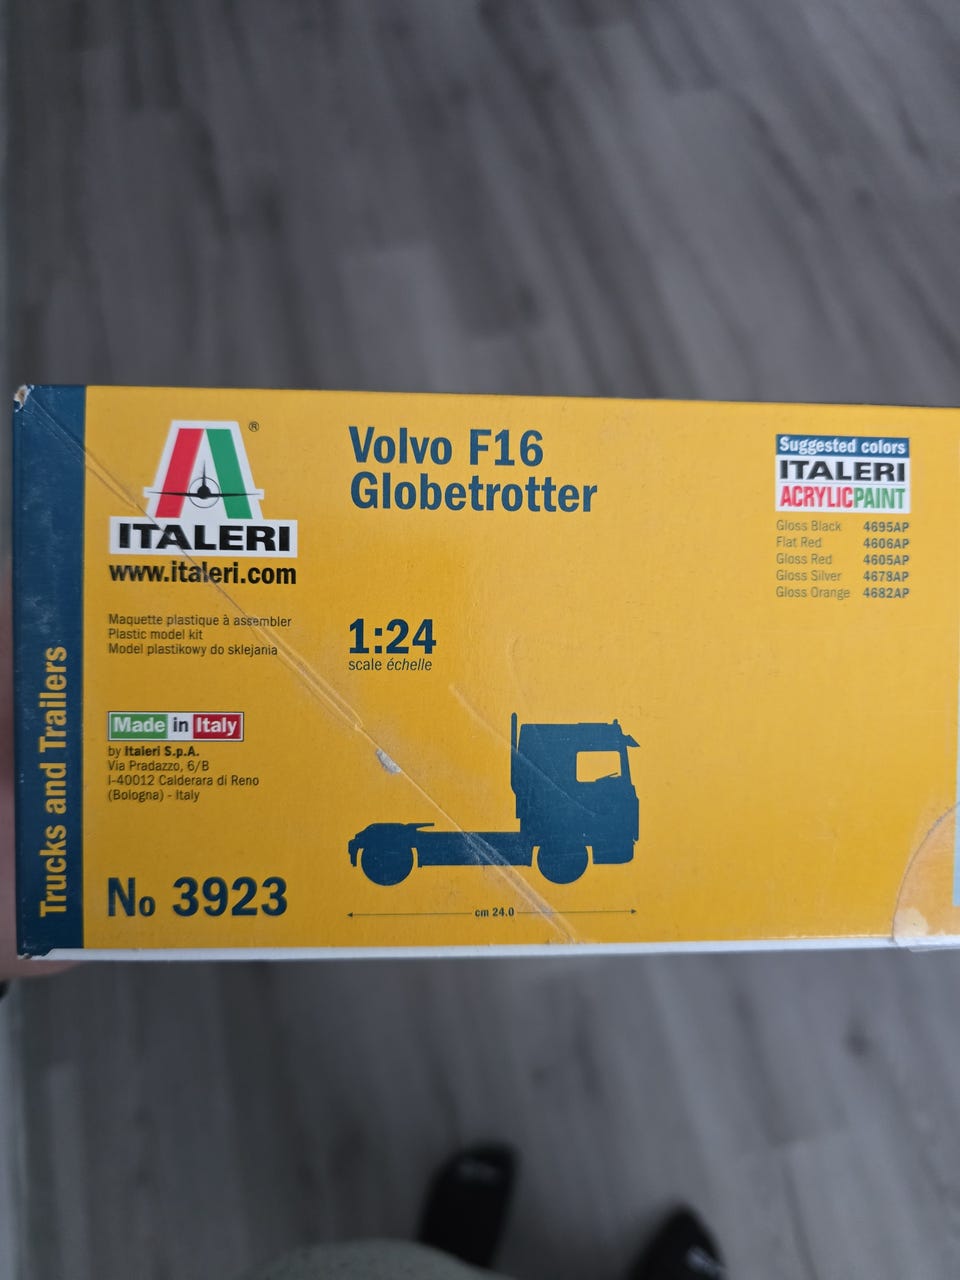 Trucks and Trailers
®
ITALERI
www.italeri.com
Maquette plastique à assembler
Plastic model kit
Model plastikowy do sklejania
Made in Italy
by Italeri S.p.A.
Via Pradazzo, 6/B
I-40012 Calderara di Reno
(Bologna) - Italy
No 3923
Volvo F16
Globetrotter
1:24
scale échelle
cm 24.0
Suggested colors
ITALERI
ACRYLICPAINT
Gloss Black 4695AP
Flat Red 4606AP
Gloss Red 4605AP
Gloss Silver 4678AP
Gloss Orange 4682AP